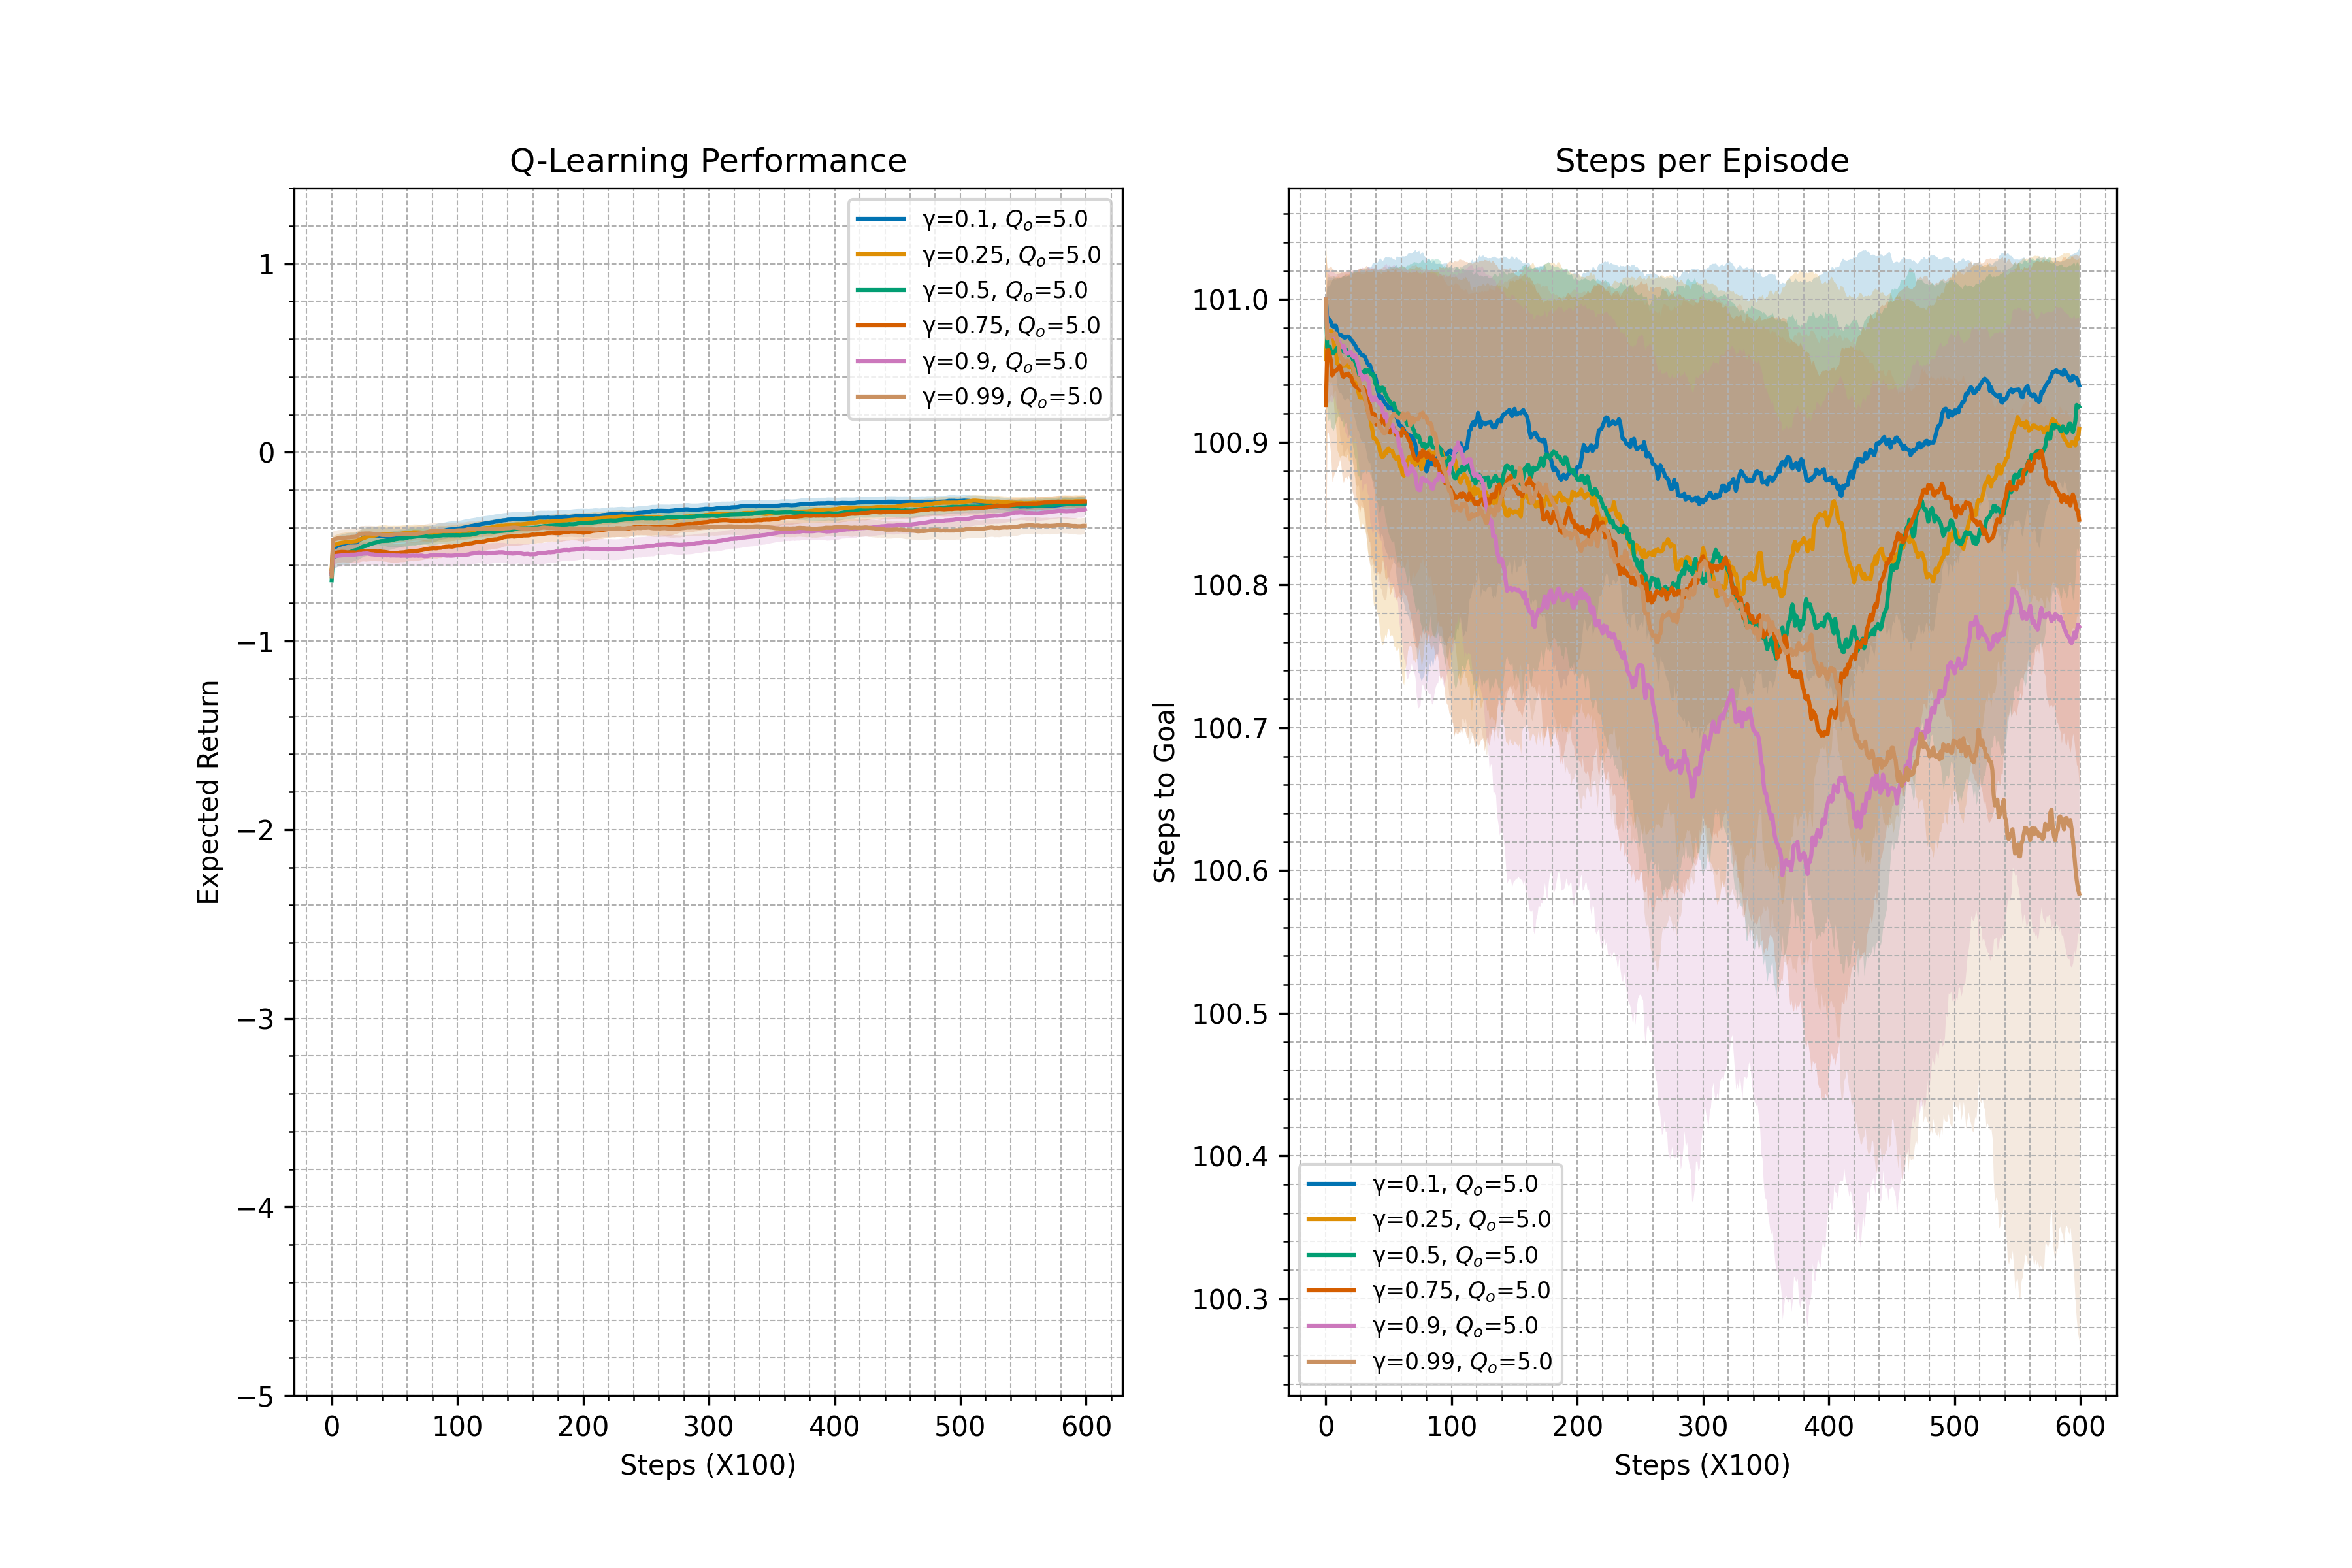 Q-Learning Performance
γ=0.1, Qₒ=5.0
γ=0.25, Qₒ=5.0
γ=0.5, Qₒ=5.0
γ=0.75, Qₒ=5.0
γ=0.9, Qₒ=5.0
γ=0.99, Qₒ=5.0
1
0
−1
−2
−3
−4
−5
Expected Return
0 100 200 300 400 500 600
Steps (X100)
Steps per Episode
101.0
100.9
100.8
100.7
100.6
100.5
100.4
100.3
Steps to Goal
γ=0.1, Qₒ=5.0
γ=0.25, Qₒ=5.0
γ=0.5, Qₒ=5.0
γ=0.75, Qₒ=5.0
γ=0.9, Qₒ=5.0
γ=0.99, Qₒ=5.0
0 100 200 300 400 500 600
Steps (X100)